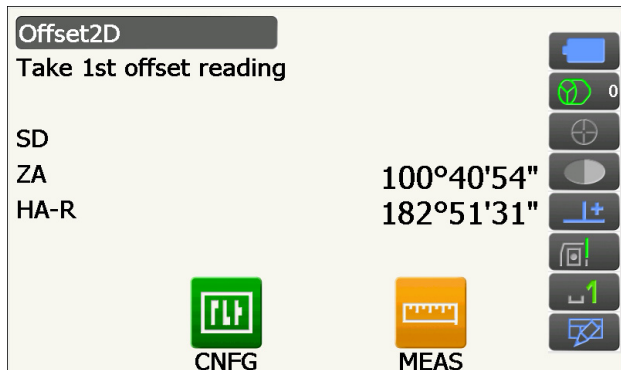 Offset2D
Take 1st offset reading
0
SD
ZA 100°40'54"
HA-R 182°51'31"
1
CNFG MEAS